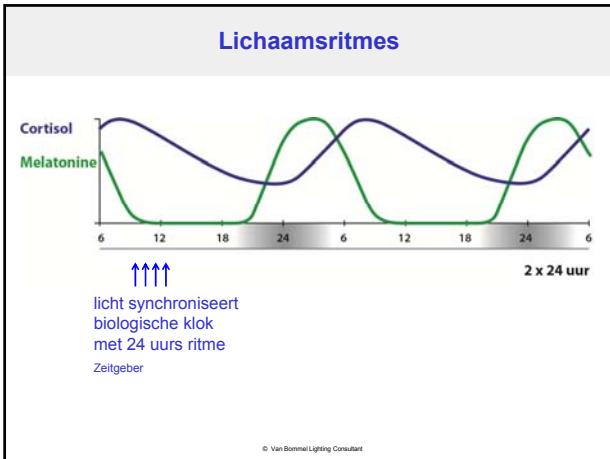 Lichaamsritmes
Cortisol
Melatonine
6 12 18 24 6 12 18 24 6
2 x 24 uur
licht synchroniseert
biologische klok
met 24 uurs ritme
Zeitgeber
© Van Bommel Lighting Consultant